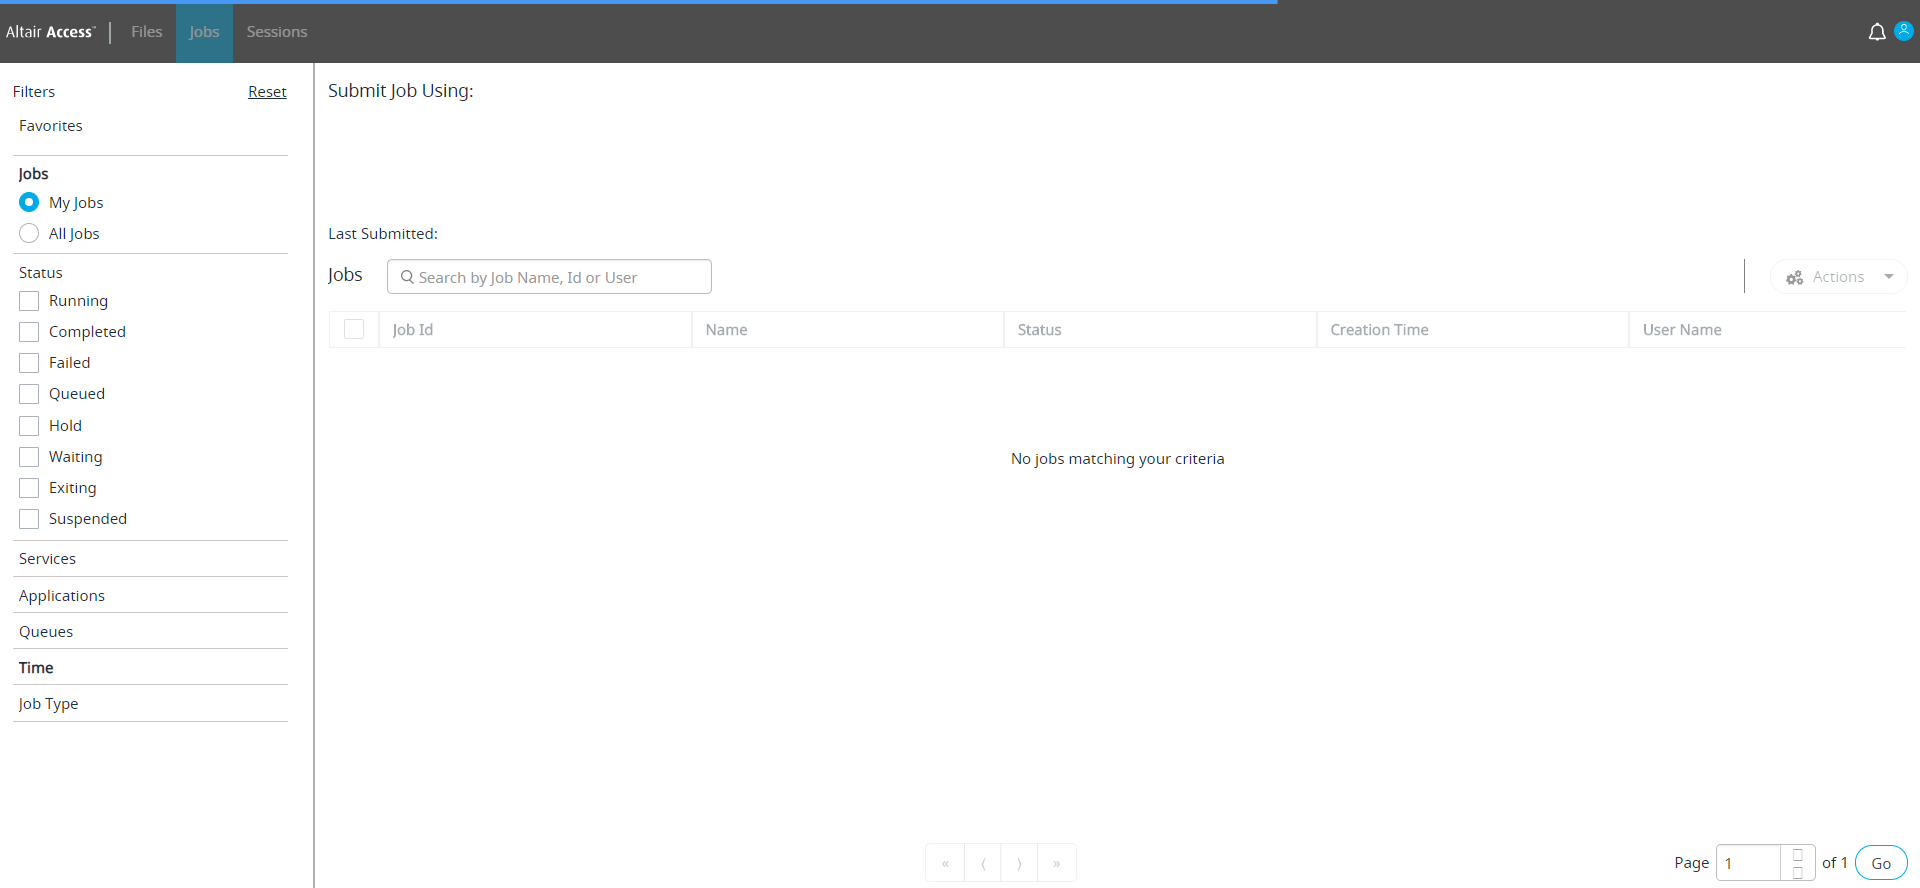 Altair Access™ Files Jobs Sessions
Filters Reset
Favorites
Jobs
My Jobs
All Jobs
Status
Running
Completed
Failed
Queued
Hold
Waiting
Exiting
Suspended
Services
Applications
Queues
Time
Job Type
Submit Job Using:
Last Submitted:
Jobs Search by Job Name, Id or User Actions
Job Id Name Status Creation Time User Name
No jobs matching your criteria
« ⟨ ⟩ » Page 1 of 1 Go